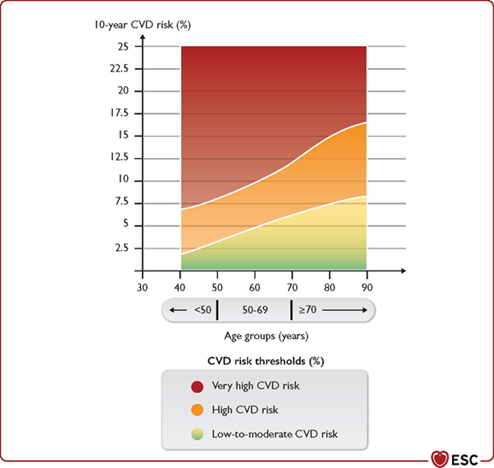 10-year CVD risk (%)
25
22.5
20
17.5
15
12.5
10
7.5
5
2.5
30 40 50 60 70 80 90
<50 50-69 ≥70
Age groups (years)
CVD risk thresholds (%)
Very high CVD risk
High CVD risk
Low-to-moderate CVD risk
ESC